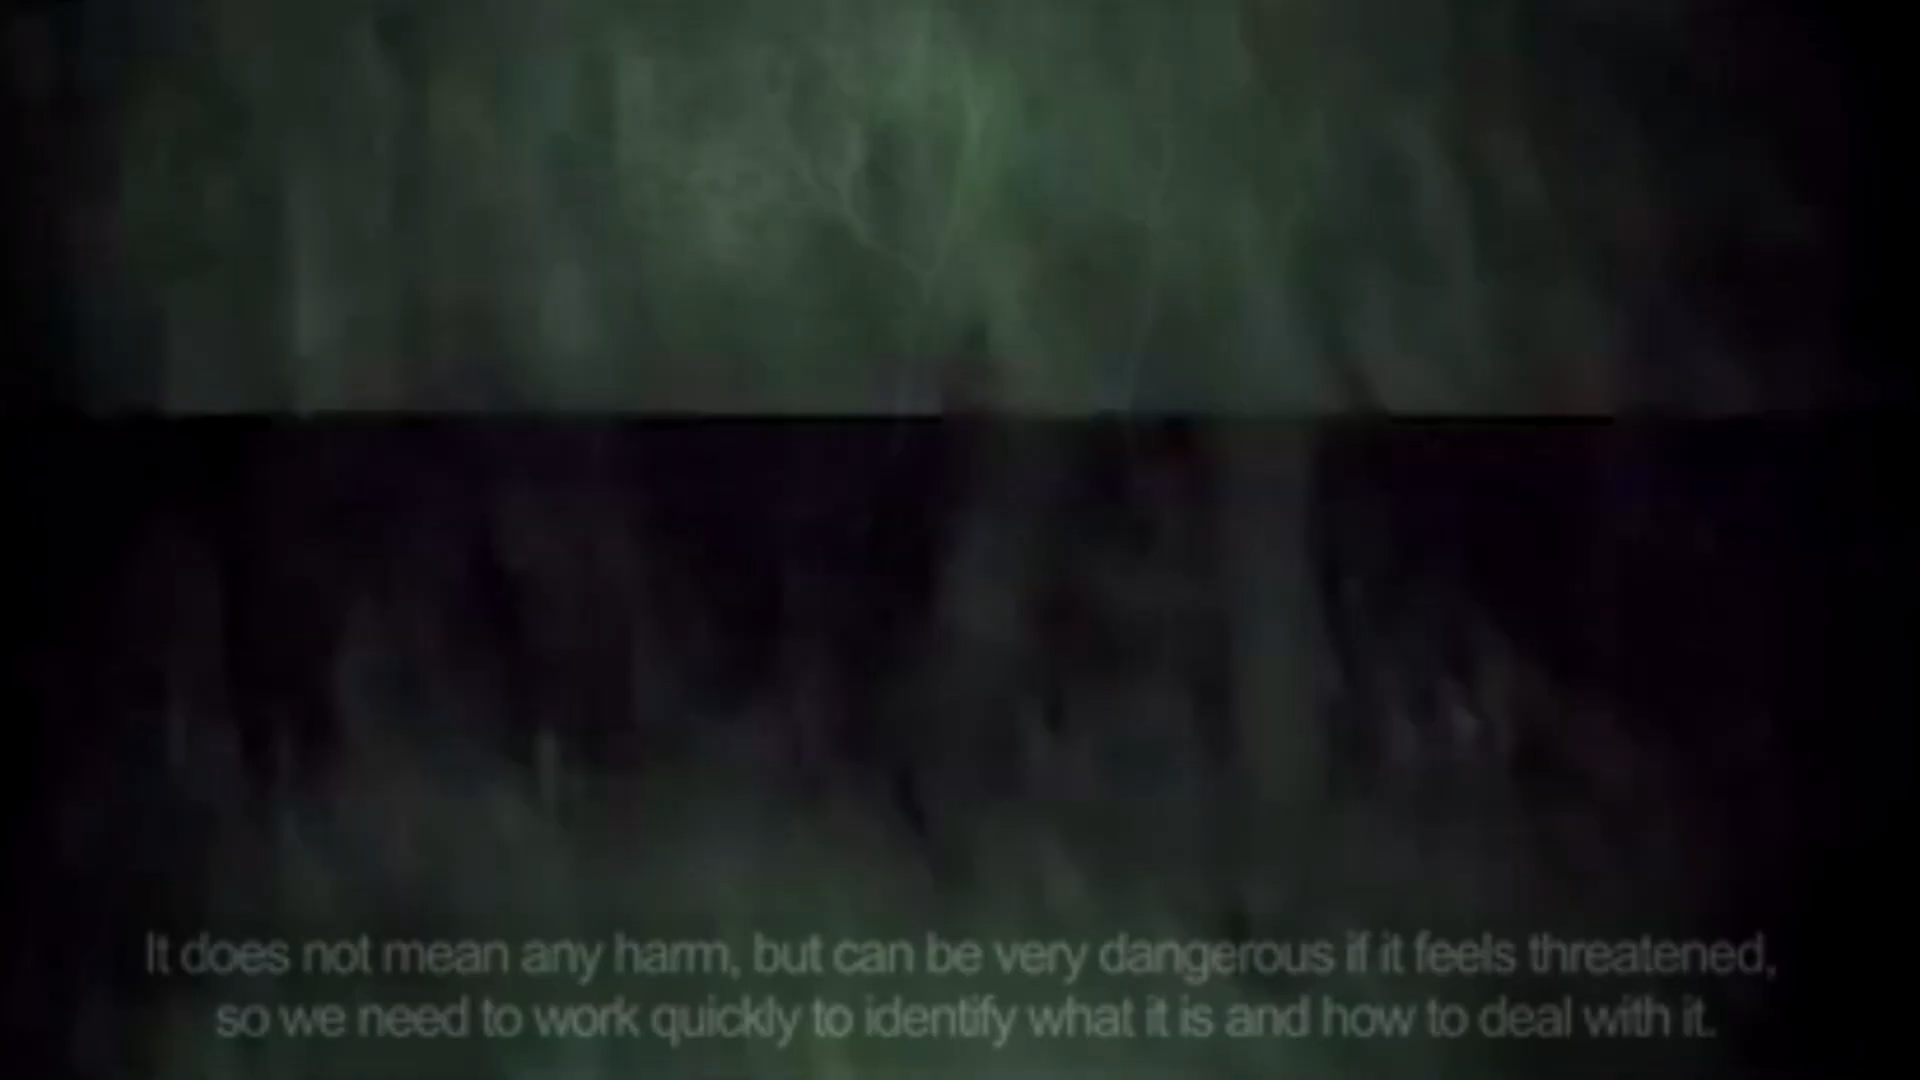 It does not mean any harm, but can be very dangerous if it feels threatened,
so we need to work quickly to identify what it is and how to deal with it.